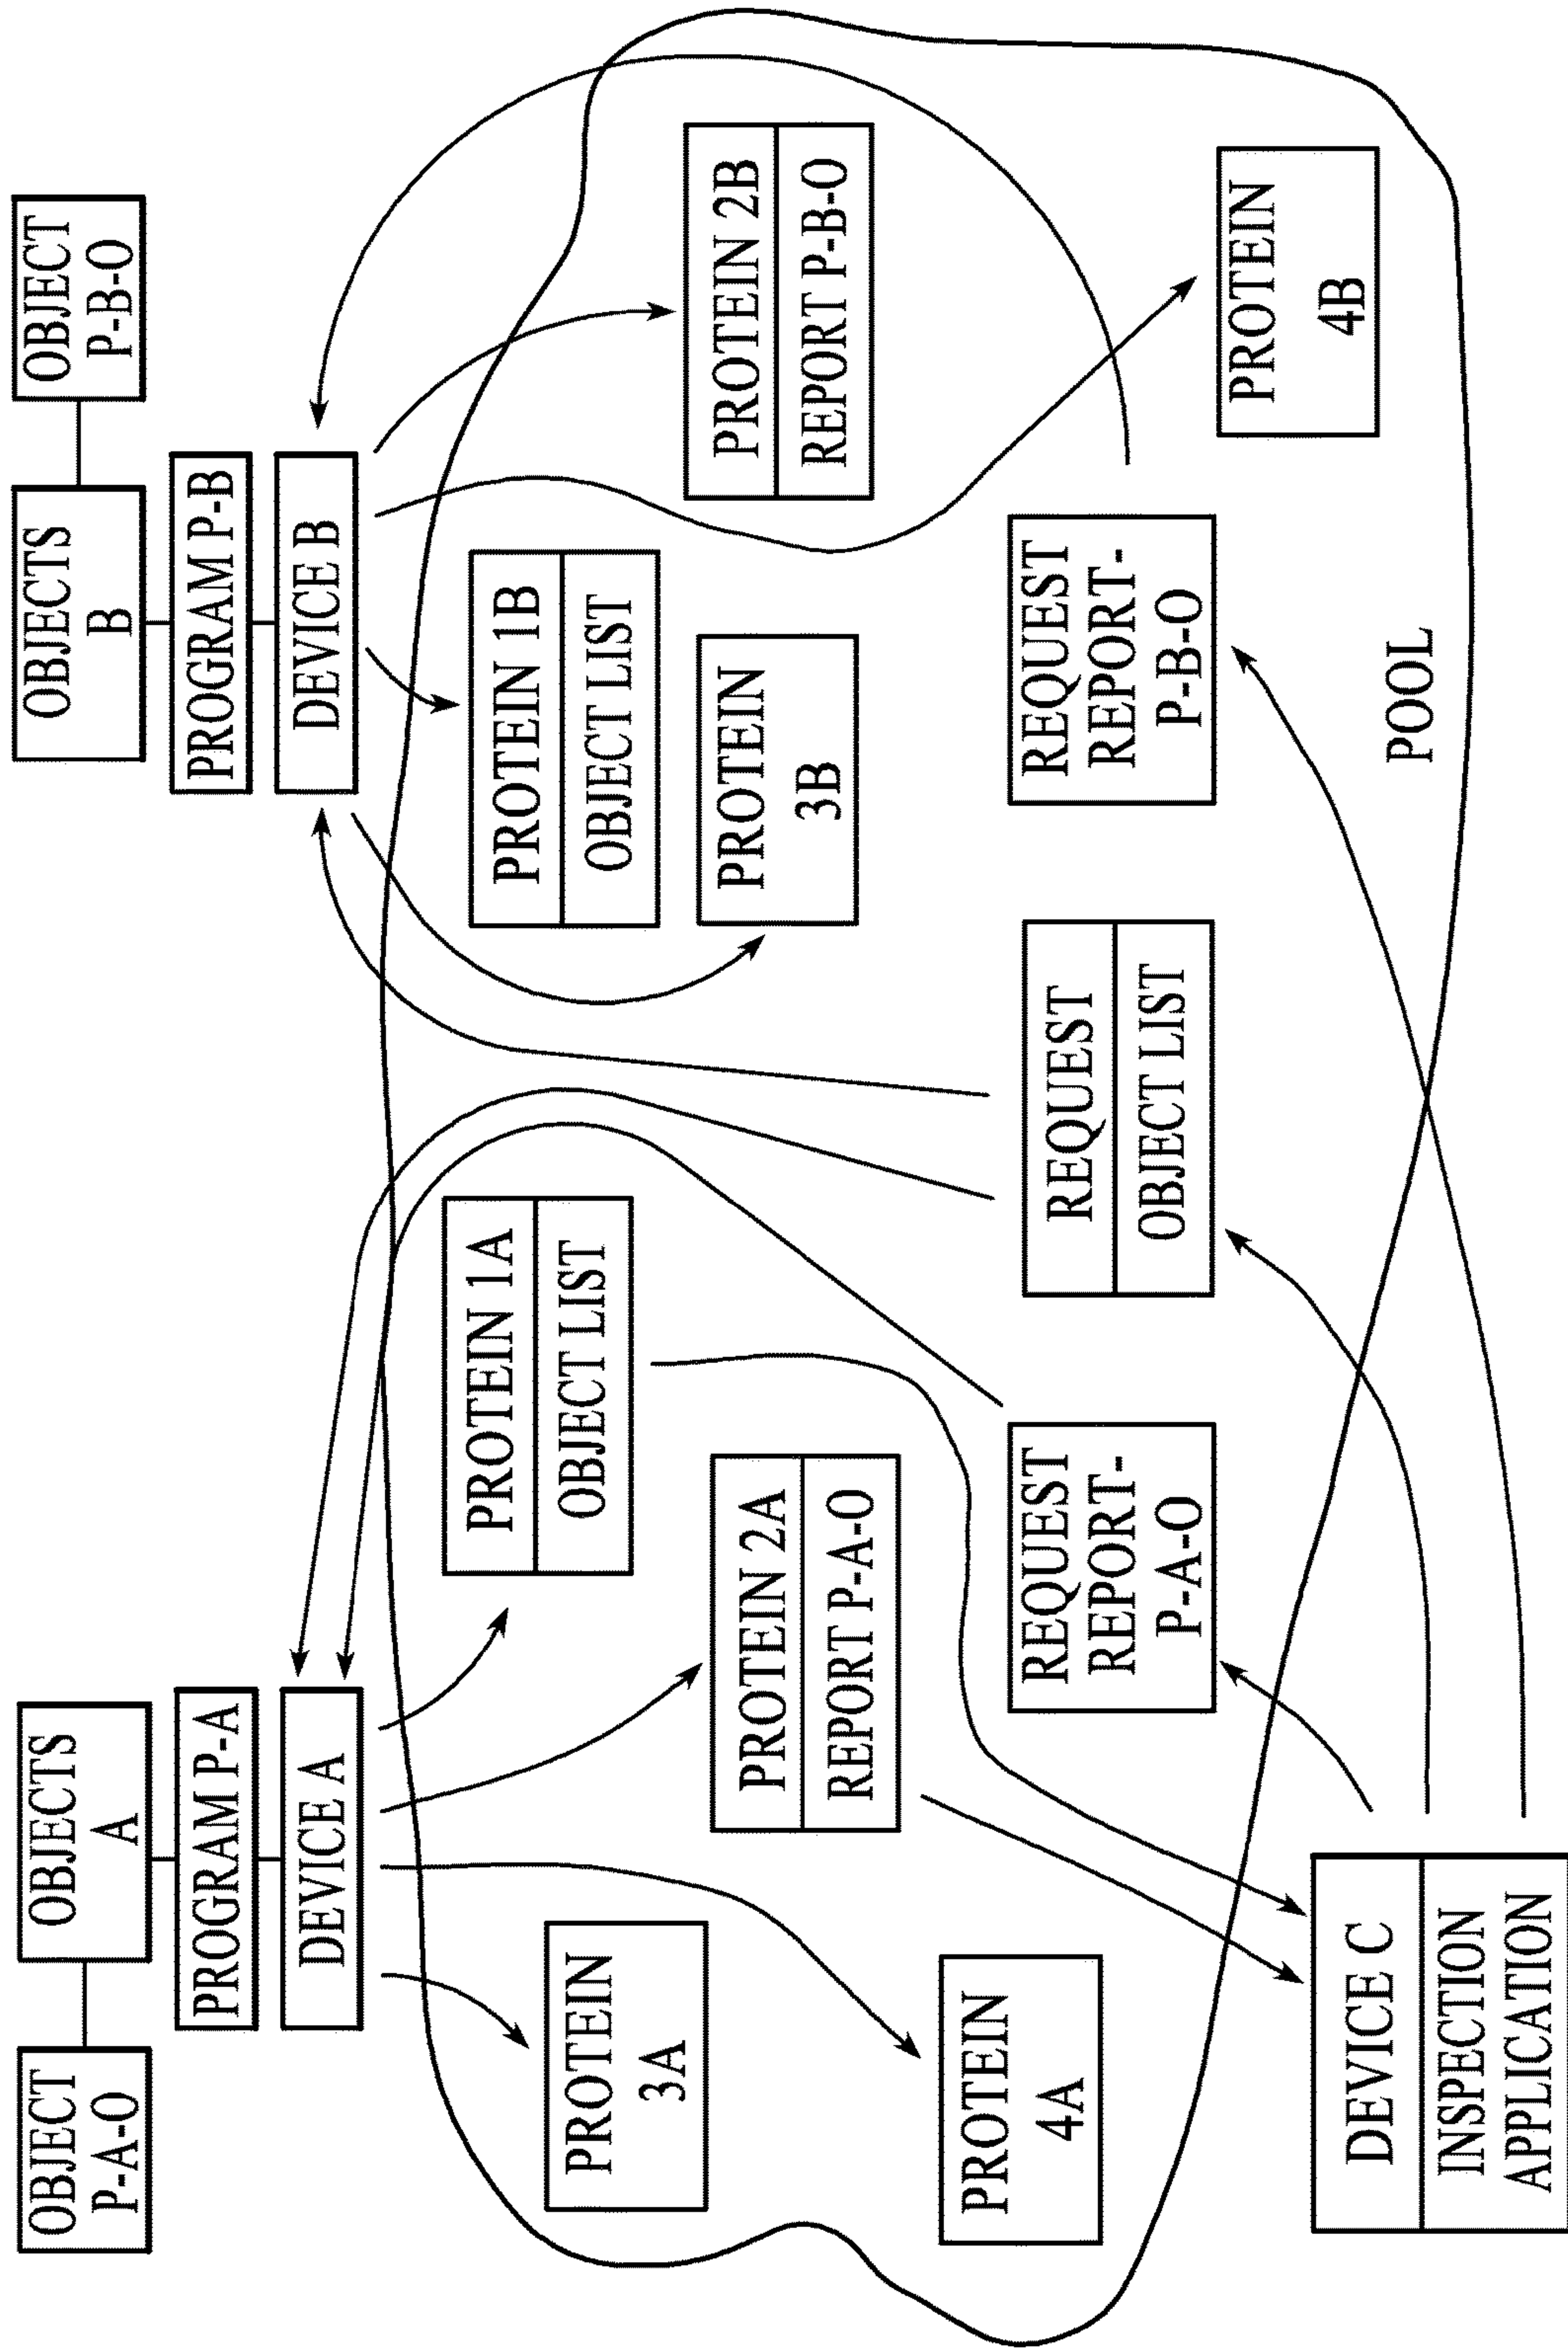 OBJECT
P-A-O
OBJECTS
A
OBJECTS
B
OBJECT
P-B-O
PROGRAM P-A
PROGRAM P-B
DEVICE A
DEVICE B
PROTEIN 1A
OBJECT LIST
PROTEIN 1B
OBJECT LIST
PROTEIN
3A
PROTEIN 2A
REPORT P-A-O
PROTEIN
3B
PROTEIN 2B
REPORT P-B-O
PROTEIN
4A
REQUEST
REPORT-
P-A-O
REQUEST
OBJECT LIST
REQUEST
REPORT-
P-B-O
PROTEIN
4B
DEVICE C
INSPECTION
APPLICATION
POOL